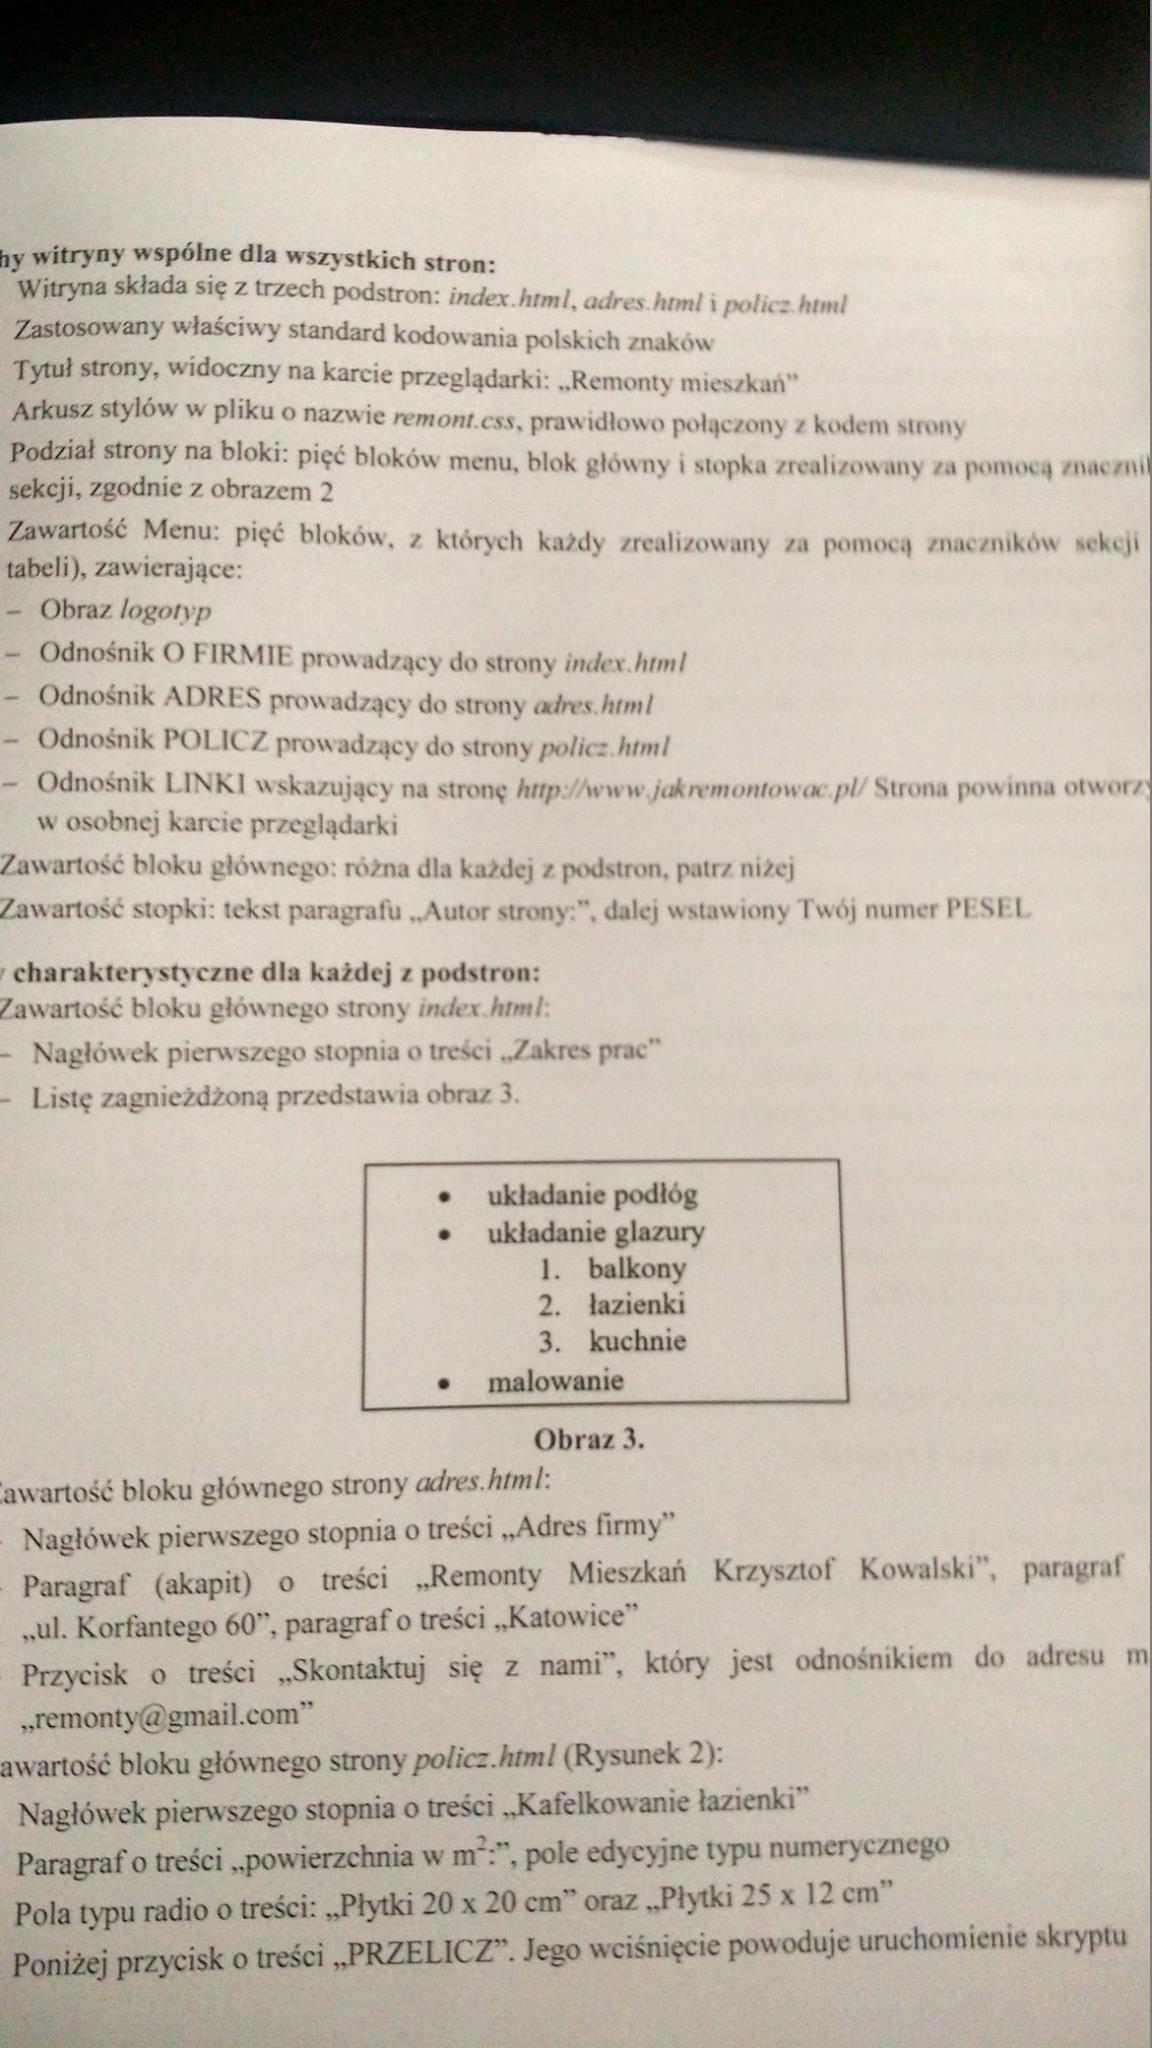 hy witryny wspólne dla wszystkich stron:
Witryna składa się z trzech podstron: index.html, adres.html i policz.html
Zastosowany właściwy standard kodowania polskich znaków
Tytuł strony, widoczny na karcie przeglądarki: „Remonty mieszkań”
Arkusz stylów w pliku o nazwie remont.css, prawidłowo połączony z kodem strony
Podział strony na bloki: pięć bloków menu, blok główny i stopka zrealizowany za pomocą znacznik
sekcji, zgodnie z obrazem 2
Zawartość Menu: pięć bloków, z których każdy zrealizowany za pomocą znaczników sekcji
tabeli), zawierające:
– Obraz logotyp
– Odnośnik O FIRMIE prowadzący do strony index.html
– Odnośnik ADRES prowadzący do strony adres.html
– Odnośnik POLICZ prowadzący do strony policz.html
– Odnośnik LINKI wskazujący na stronę http://www.jakremontowac.pl/ Strona powinna otworzy
w osobnej karcie przeglądarki
Zawartość bloku głównego: różna dla każdej z podstron, patrz niżej
Zawartość stopki: tekst paragrafu „Autor strony:”, dalej wstawiony Twój numer PESEL
charakterystyczne dla każdej z podstron:
Zawartość bloku głównego strony index.html:
– Nagłówek pierwszego stopnia o treści „Zakres prac”
– Listę zagnieżdżoną przedstawia obraz 3.
• układanie podłóg
• układanie glazury
1. balkony
2. łazienki
3. kuchnie
• malowanie
Obraz 3.
awartość bloku głównego strony adres.html:
Nagłówek pierwszego stopnia o treści „Adres firmy”
Paragraf (akapit) o treści „Remonty Mieszkań Krzysztof Kowalski”, paragraf
„ul. Korfantego 60”, paragraf o treści „Katowice”
Przycisk o treści „Skontaktuj się z nami”, który jest odnośnikiem do adresu m
„remonty@gmail.com”
awartość bloku głównego strony policz.html (Rysunek 2):
Nagłówek pierwszego stopnia o treści „Kafelkowanie łazienki”
Paragraf o treści „powierzchnia w m²:”, pole edycyjne typu numerycznego
Pola typu radio o treści: „Płytki 20 x 20 cm” oraz „Płytki 25 x 12 cm”
Poniżej przycisk o treści „PRZELICZ”. Jego wciśnięcie powoduje uruchomienie skryptu